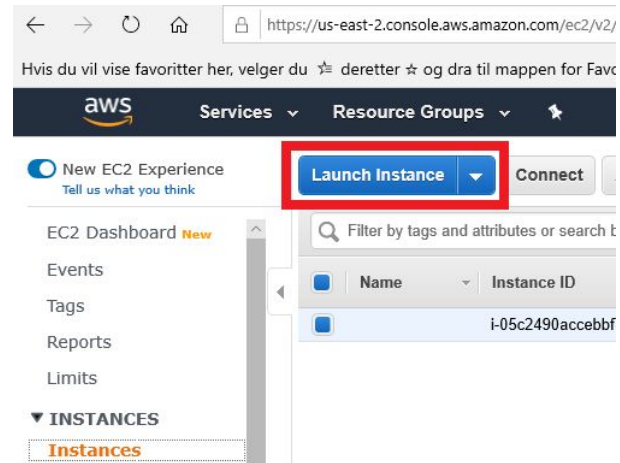 https://us-east-2.console.aws.amazon.com/ec2/v2/
Hvis du vil vise favoritter her, velger du deretter og dra til mappen for Favo
aws Services Resource Groups
New EC2 Experience
Tell us what you think
Launch Instance Connect
EC2 Dashboard New
Filter by tags and attributes or search b
Events
Name Instance ID
Tags
i-05c2490accebbf
Reports
Limits
INSTANCES
Instances